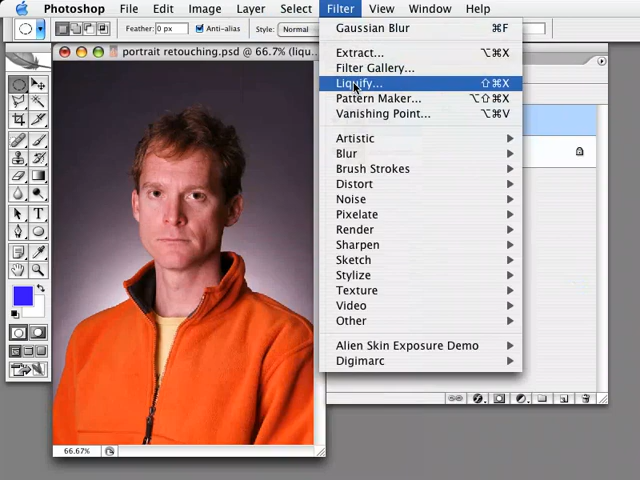 Photoshop File Edit Image Layer Select Filter View Window Help
Feather: 0 px Anti-alias Style: Normal
portrait retouching.psd @ 66.7% (liqu...
Gaussian Blur ⌘F
Extract... ⌥⌘X
Filter Gallery...
Liquify... ⇧⌘X
Pattern Maker... ⌥⇧⌘X
Vanishing Point... ⌥⌘V
Artistic
Blur
Brush Strokes
Distort
Noise
Pixelate
Render
Sharpen
Sketch
Stylize
Texture
Video
Other
Alien Skin Exposure Demo
Digimarc
66.67%